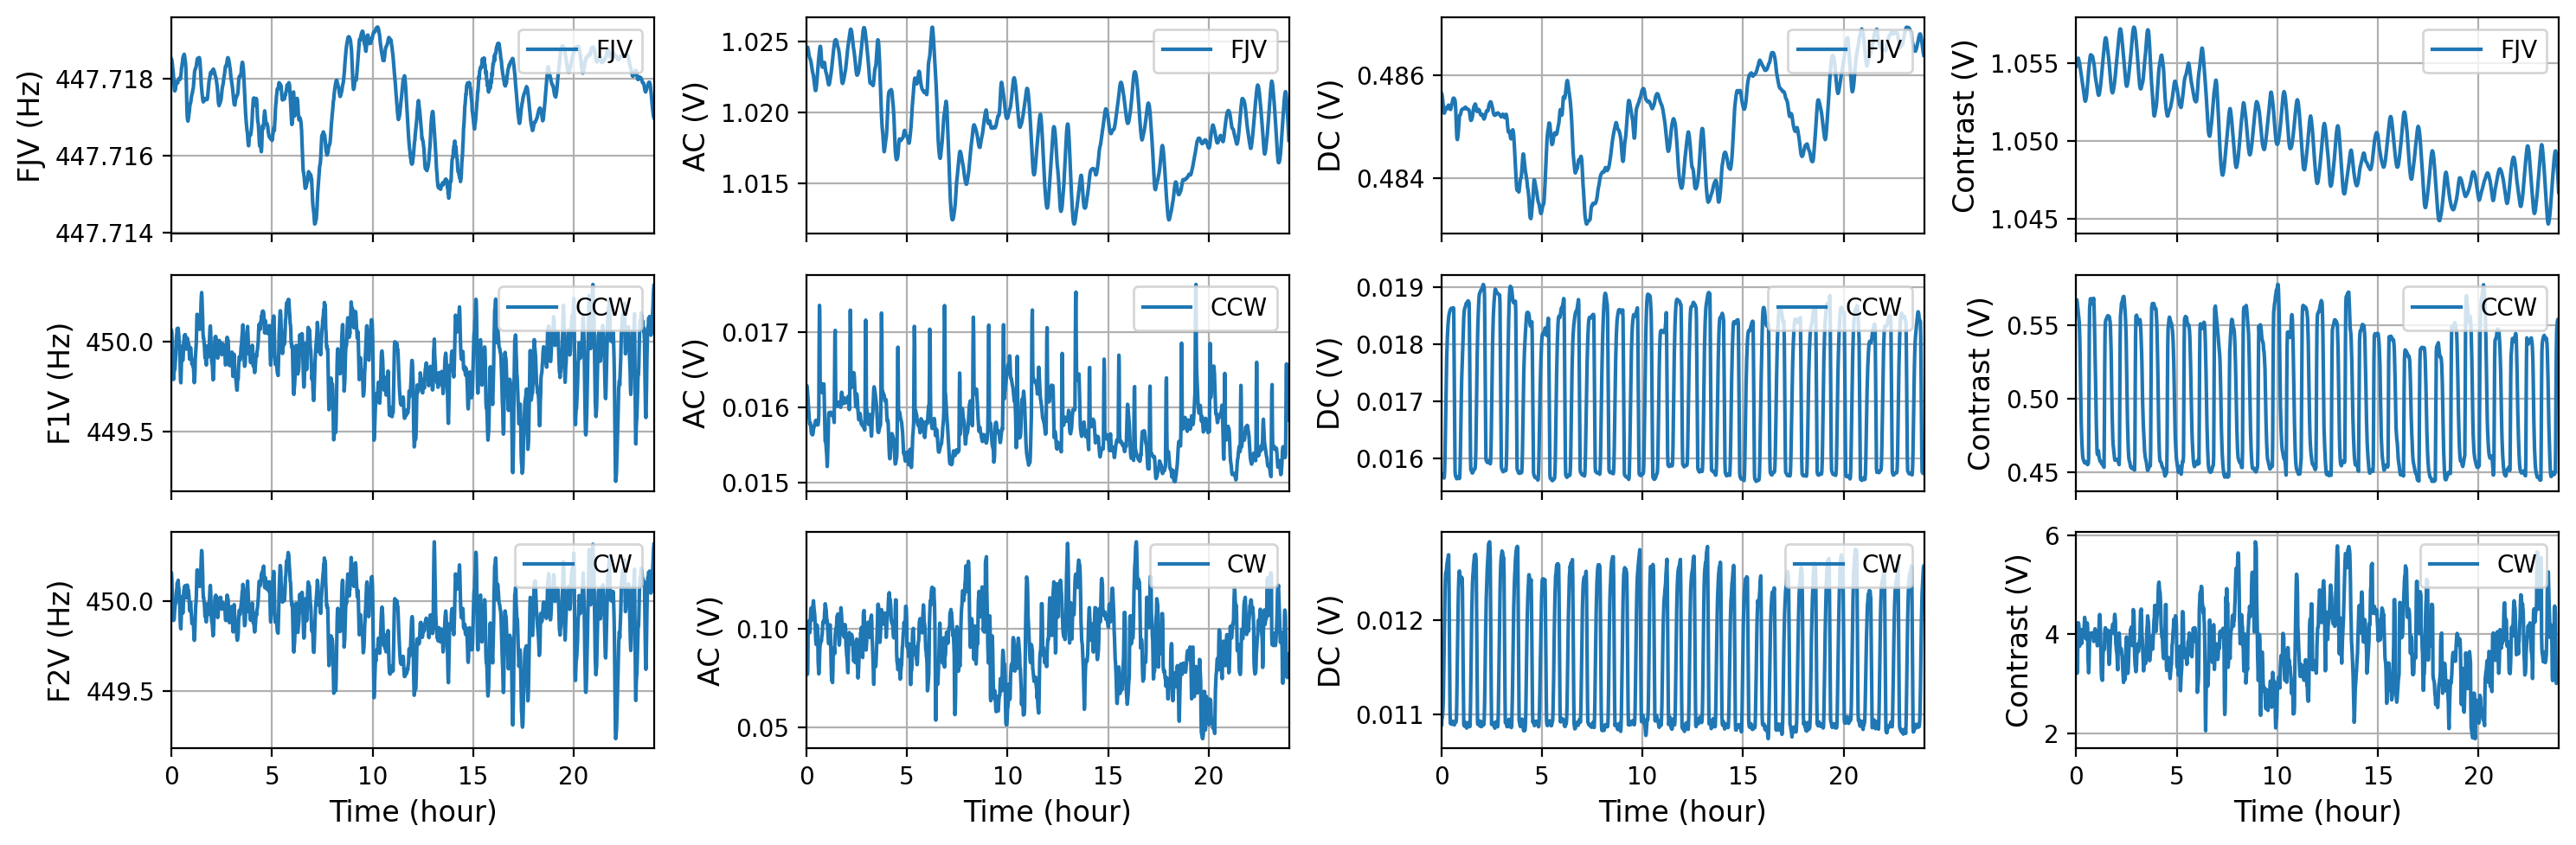 FJV (Hz)
447.718
447.716
447.714
FJV
AC (V)
1.025
1.020
1.015
FJV
DC (V)
0.486
0.484
FJV
Contrast (V)
1.055
1.050
1.045
FJV
F1V (Hz)
450.0
449.5
CCW
AC (V)
0.017
0.016
0.015
CCW
DC (V)
0.019
0.018
0.017
0.016
CCW
Contrast (V)
0.55
0.50
0.45
CCW
F2V (Hz)
450.0
449.5
CW
0 5 10 15 20
Time (hour)
AC (V)
0.10
0.05
CW
0 5 10 15 20
Time (hour)
DC (V)
0.012
0.011
CW
0 5 10 15 20
Time (hour)
Contrast (V)
6
4
2
CW
0 5 10 15 20
Time (hour)